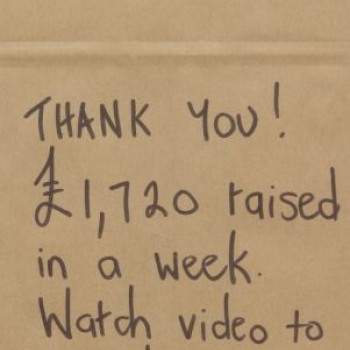 THANK YOU!
£1,720 raised
in a week.
Watch video to